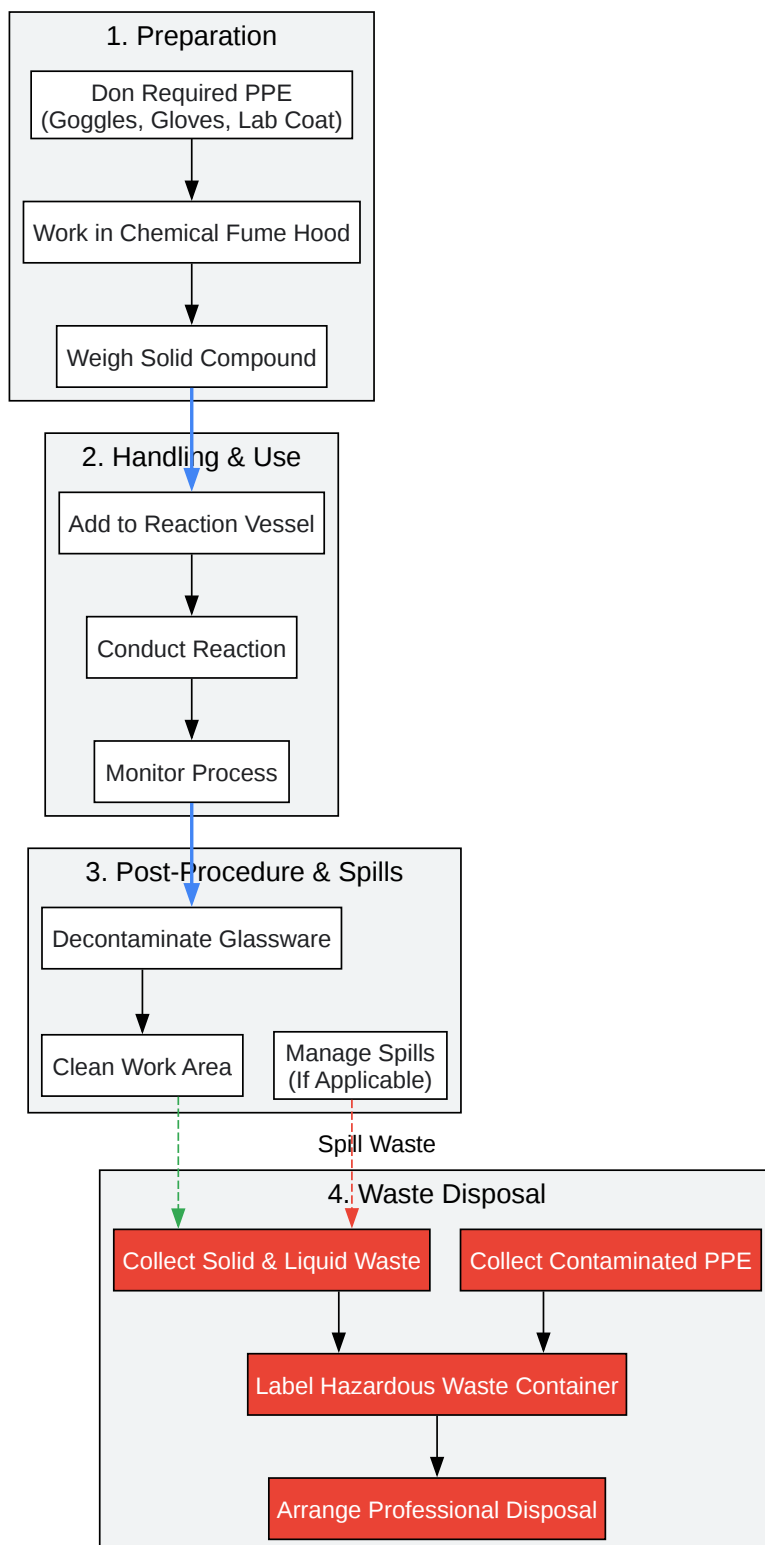 1. Preparation
Don Required PPE
(Goggles, Gloves, Lab Coat)
Work in Chemical Fume Hood
Weigh Solid Compound
2. Handling & Use
Add to Reaction Vessel
Conduct Reaction
Monitor Process
3. Post-Procedure & Spills
Decontaminate Glassware
Clean Work Area
Manage Spills
(If Applicable)
Spill Waste
4. Waste Disposal
Collect Solid & Liquid Waste
Collect Contaminated PPE
Label Hazardous Waste Container
Arrange Professional Disposal